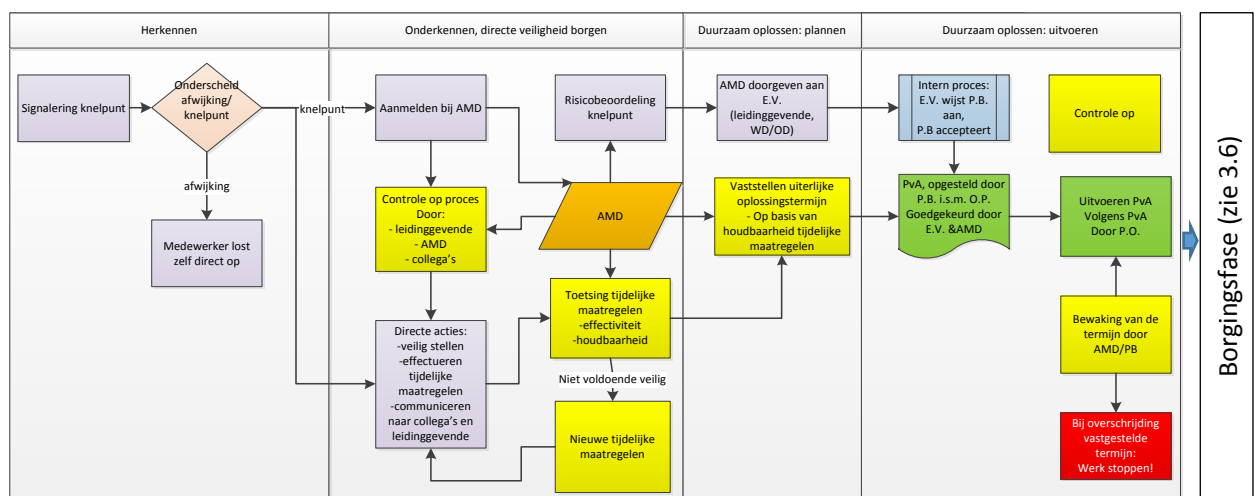 Herkennen
Onderkennen, directe veiligheid borgen
Duurzaam oplossen: plannen
Duurzaam oplossen: uitvoeren
Signalering knelpunt
Onderscheid
afwijking/
knelpunt
knelpunt
afwijking
Medewerker lost
zelf direct op
Aanmelden bij AMD
Risicobeoordeling
knelpunt
Controle op proces
Door:
- leidinggevende
- AMD
- collega’s
AMD
Directe acties:
-veilig stellen
-effectueren
tijdelijke
maatregelen
-communiceren
naar collega’s en
leidinggevende
Toetsing tijdelijke
maatregelen
-effectiviteit
-houdbaarheid
Niet voldoende veilig
Nieuwe tijdelijke
maatregelen
AMD doorgeven aan
E.V.
(leidinggevende,
WD/OD)
Vaststellen uiterlijke
oplossingstermijn
- Op basis van
houdbaarheid tijdelijke
maatregelen
Intern proces:
E.V. wijst P.B.
aan,
P.B accepteert
Controle op
PvA, opgesteld door
P.B. i.s.m. O.P.
Goedgekeurd door
E.V. &AMD
Uitvoeren PvA
Volgens PvA
Door P.O.
Bewaking van de
termijn door
AMD/PB
Bij overschrijding
vastgestelde
termijn:
Werk stoppen!
Borgingsfase (zie 3.6)